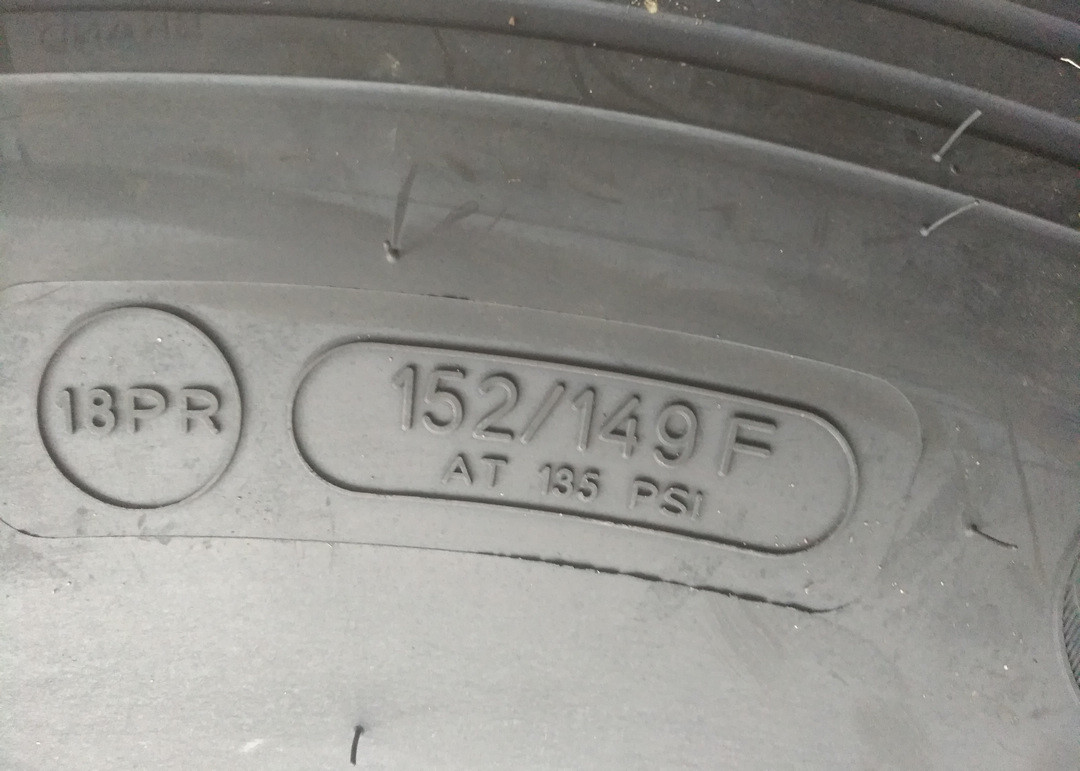 18PR
152/149 F
AT 135 PSI